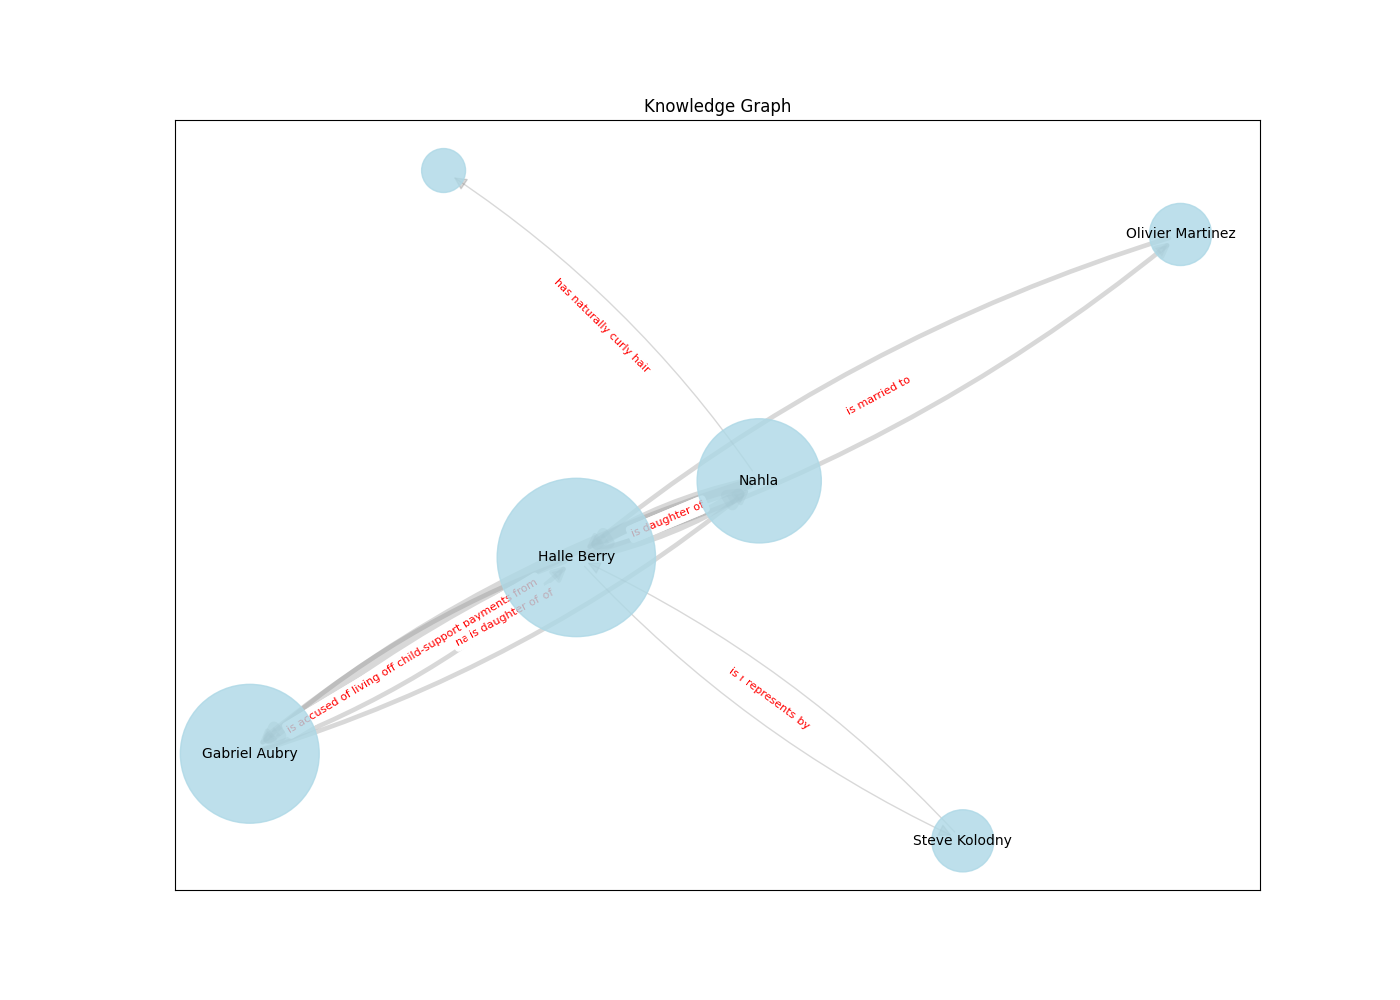 Knowledge Graph
Olivier Martinez
has naturally curly hair
is married to
Nahla
is daughter of
Halle Berry
is accused of living off child-support payments from
is daughter of of
is represents by
Gabriel Aubry
Steve Kolodny